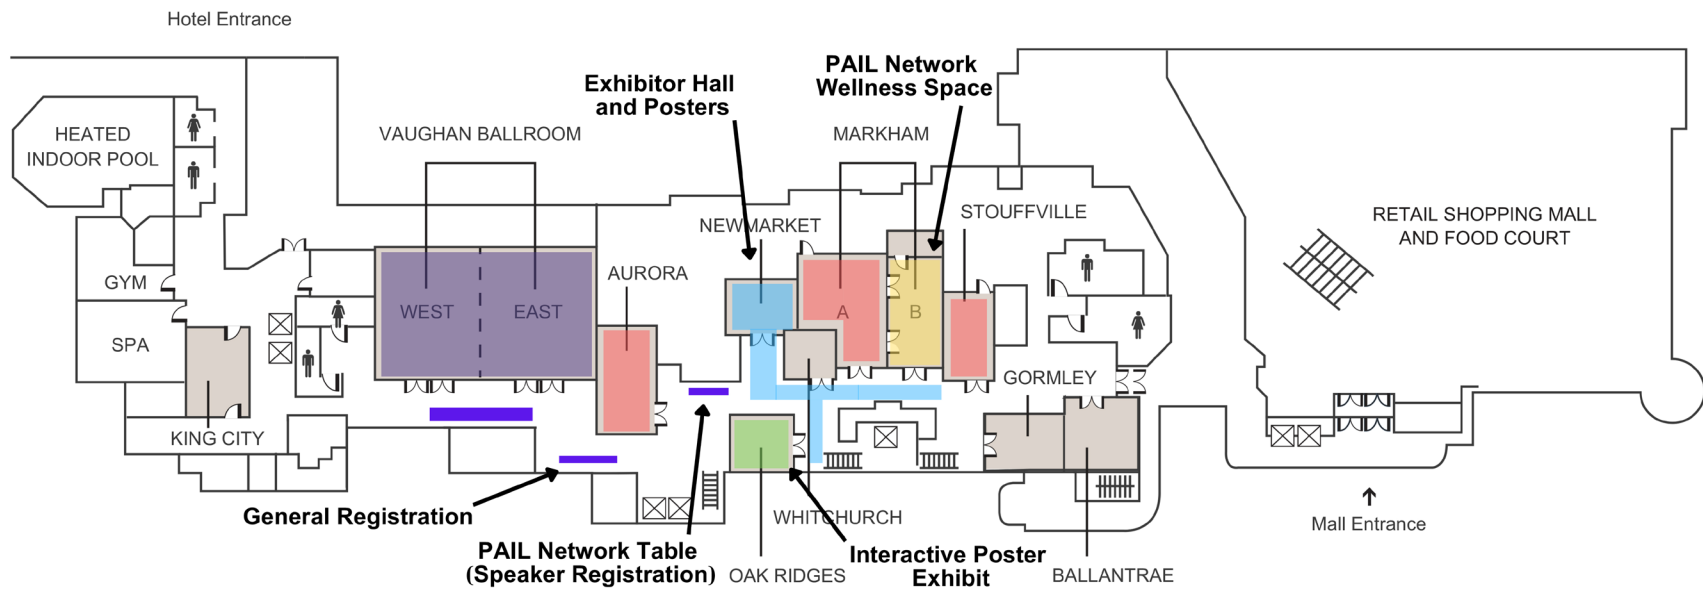 Hotel Entrance
PAIL Network
Wellness Space
Exhibitor Hall
and Posters
HEATED
INDOOR POOL
VAUGHAN BALLROOM
MARKHAM
NEWMARKET
STOUFFVILLE
RETAIL SHOPPING MALL
AND FOOD COURT
AURORA
GYM
WEST
EAST
A
B
SPA
GORMLEY
KING CITY
General Registration
WHITCHURCH
Mall Entrance
PAIL Network Table
(Speaker Registration)
OAK RIDGES
Interactive Poster
Exhibit
BALLANTRAE